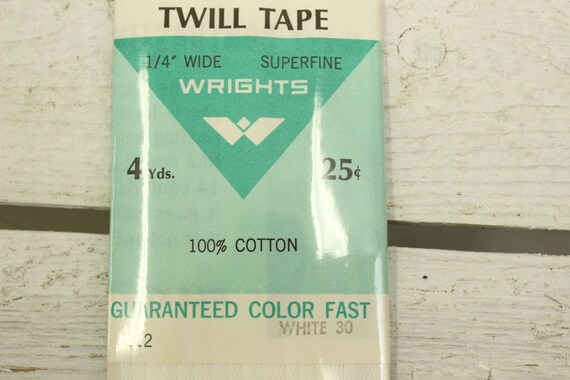 TWILL TAPE
1/4" WIDE SUPERFINE
WRIGHTS
4 Yds. 25¢
100% COTTON
GUARANTEED COLOR FAST
WHITE 30